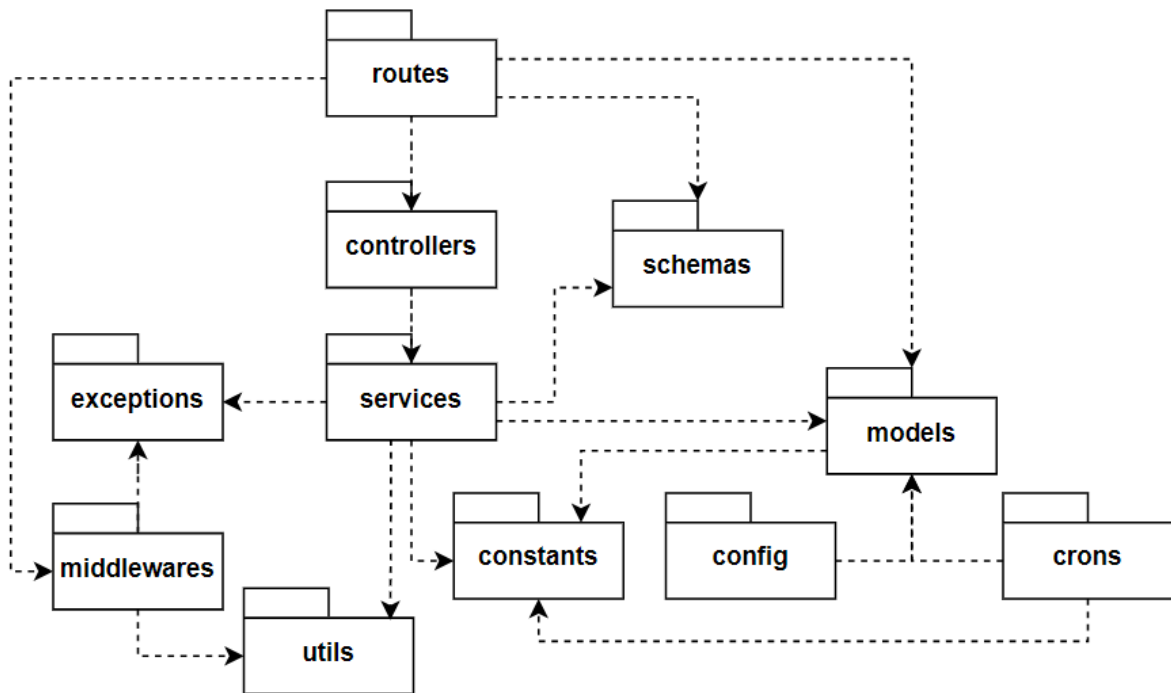 routes
controllers
schemas
exceptions
services
models
middlewares
constants
config
crons
utils